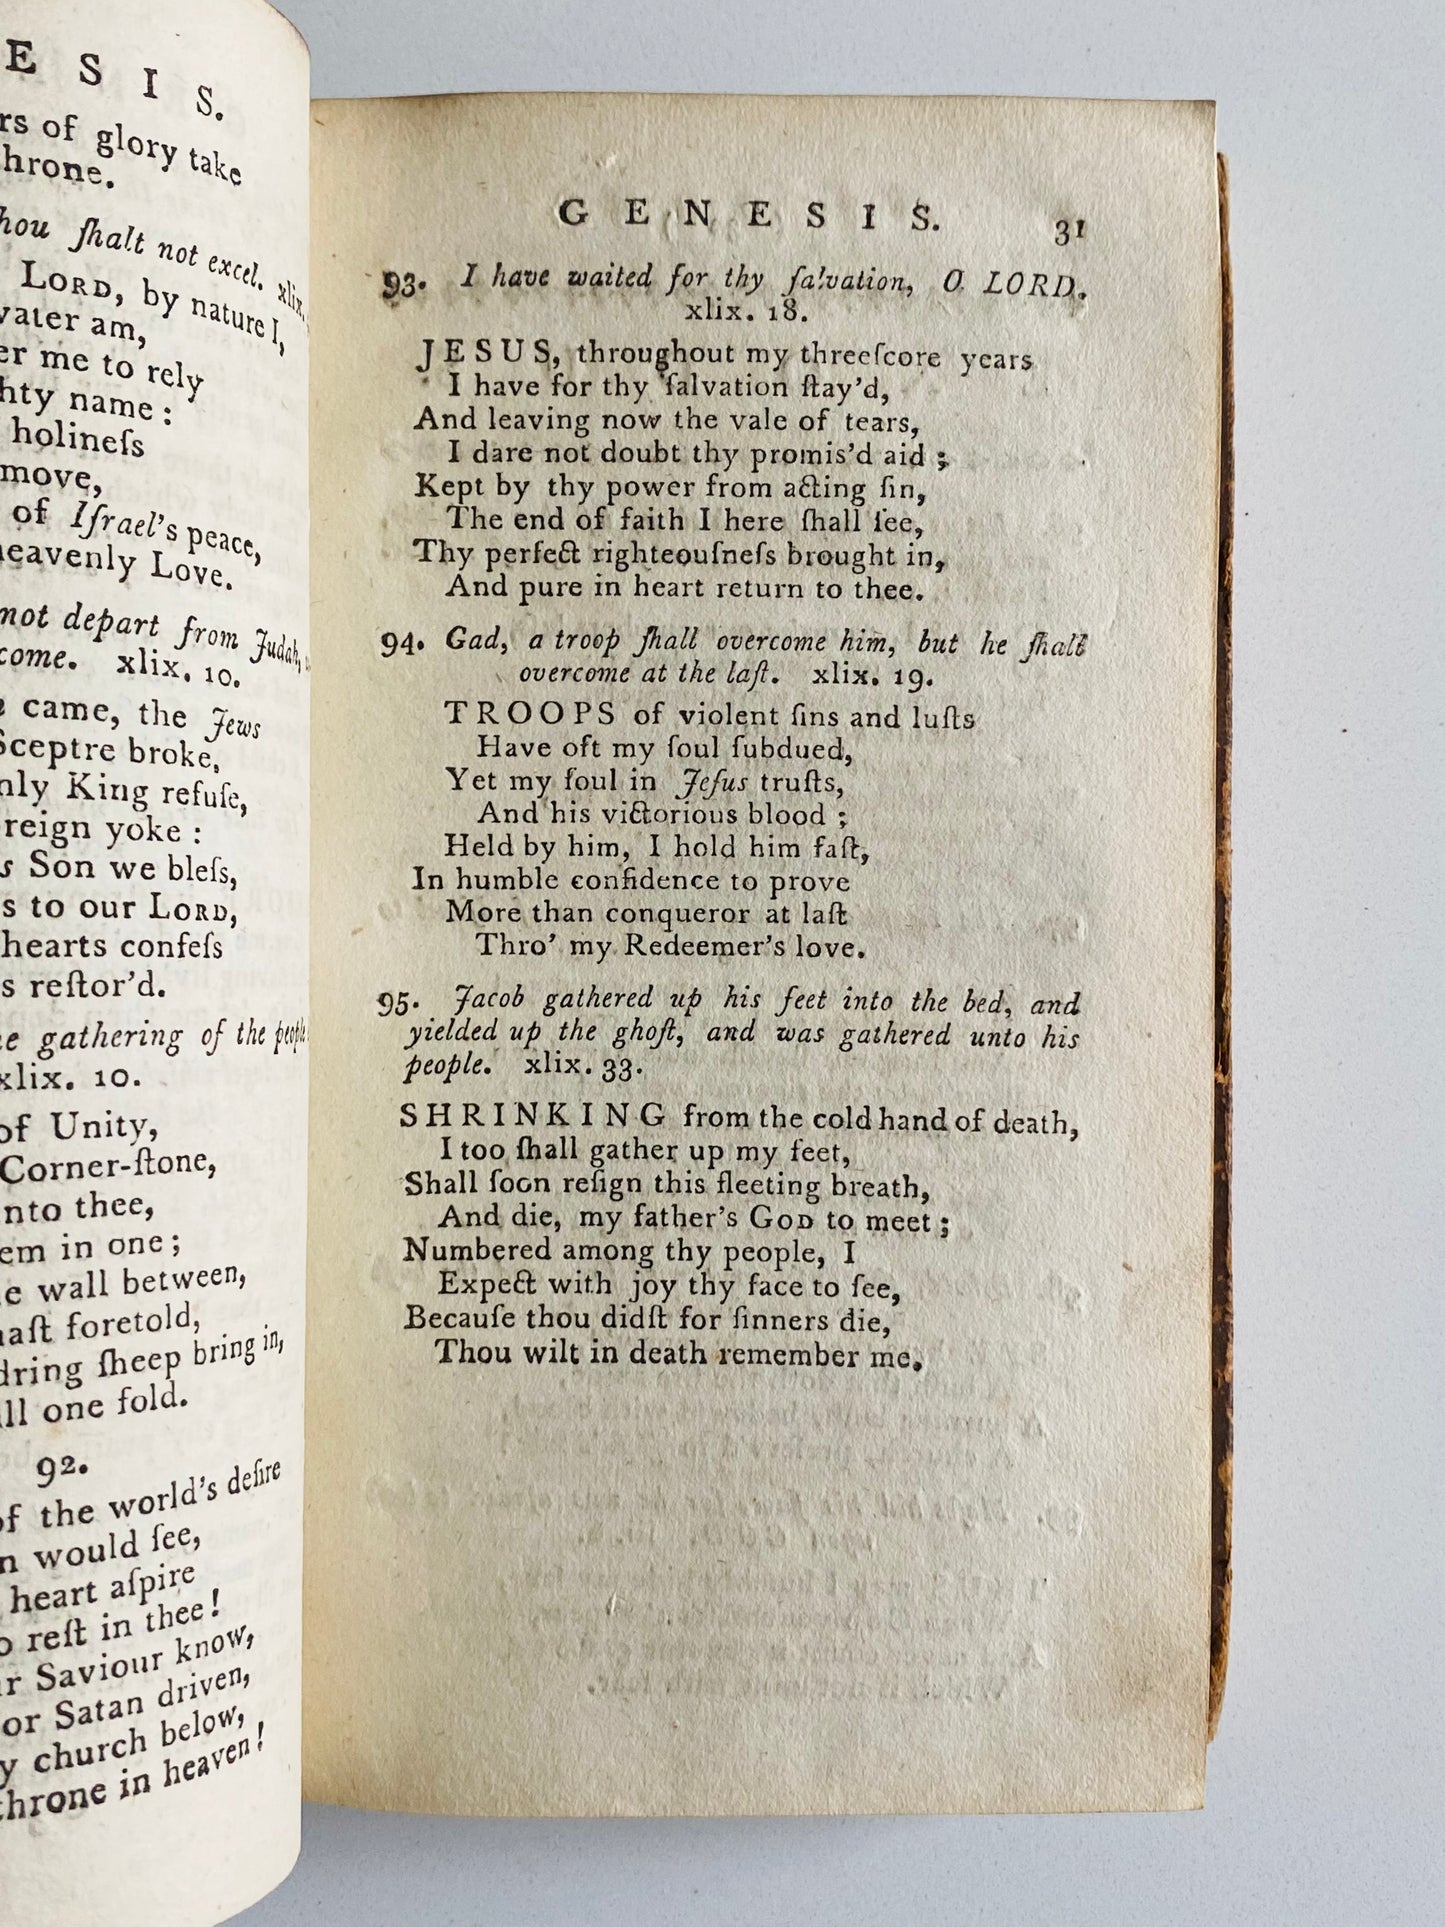 E S I S.
rs of glory take
hrone.
hou ſhalt not excel. xlix.
LORD, by nature I,
vater am,
er me to rely
hty name :
holineſs
move,
of Iſrael's peace,
heavenly Love.
not depart from Judah,
come. xlix. 10.
came, the Jews
Sceptre broke,
nly King refuſe,
reign yoke :
s Son we bleſs,
s to our LORD,
hearts confeſs
s reſtor'd.
he gathering of the people
xlix. 10.
of Unity,
Corner-ſtone,
nto thee,
em in one ;
e wall between,
haſt foretold,
dring ſheep bring in,
ll one fold.
92.
of the world's deſire
n would ſee,
heart aſpire
o reſt in thee !
r Saviour know,
or Satan driven,
y church below,
throne in heaven !
G E N E S I S. 31
93. I have waited for thy ſalvation, O LORD.
xlix. 18.
JESUS, throughout my threeſcore years
I have for thy ſalvation ſtay'd,
And leaving now the vale of tears,
I dare not doubt thy promis'd aid ;
Kept by thy power from acting ſin,
The end of faith I here ſhall ſee,
Thy perfect righteouſneſs brought in,
And pure in heart return to thee.
94. Gad, a troop ſhall overcome him, but he ſhall
overcome at the laſt. xlix. 19.
TROOPS of violent ſins and luſts
Have oft my ſoul ſubdued,
Yet my ſoul in Jeſus truſts,
And his victorious blood ;
Held by him, I hold him faſt,
In humble confidence to prove
More than conqueror at laſt
Thro' my Redeemer's love.
95. Jacob gathered up his feet into the bed, and
yielded up the ghoſt, and was gathered unto his
people. xlix. 33.
SHRINKING from the cold hand of death,
I too ſhall gather up my feet,
Shall ſoon reſign this fleeting breath,
And die, my father's GOD to meet ;
Numbered among thy people, I
Expect with joy thy face to ſee,
Becauſe thou didſt for ſinners die,
Thou wilt in death remember me.